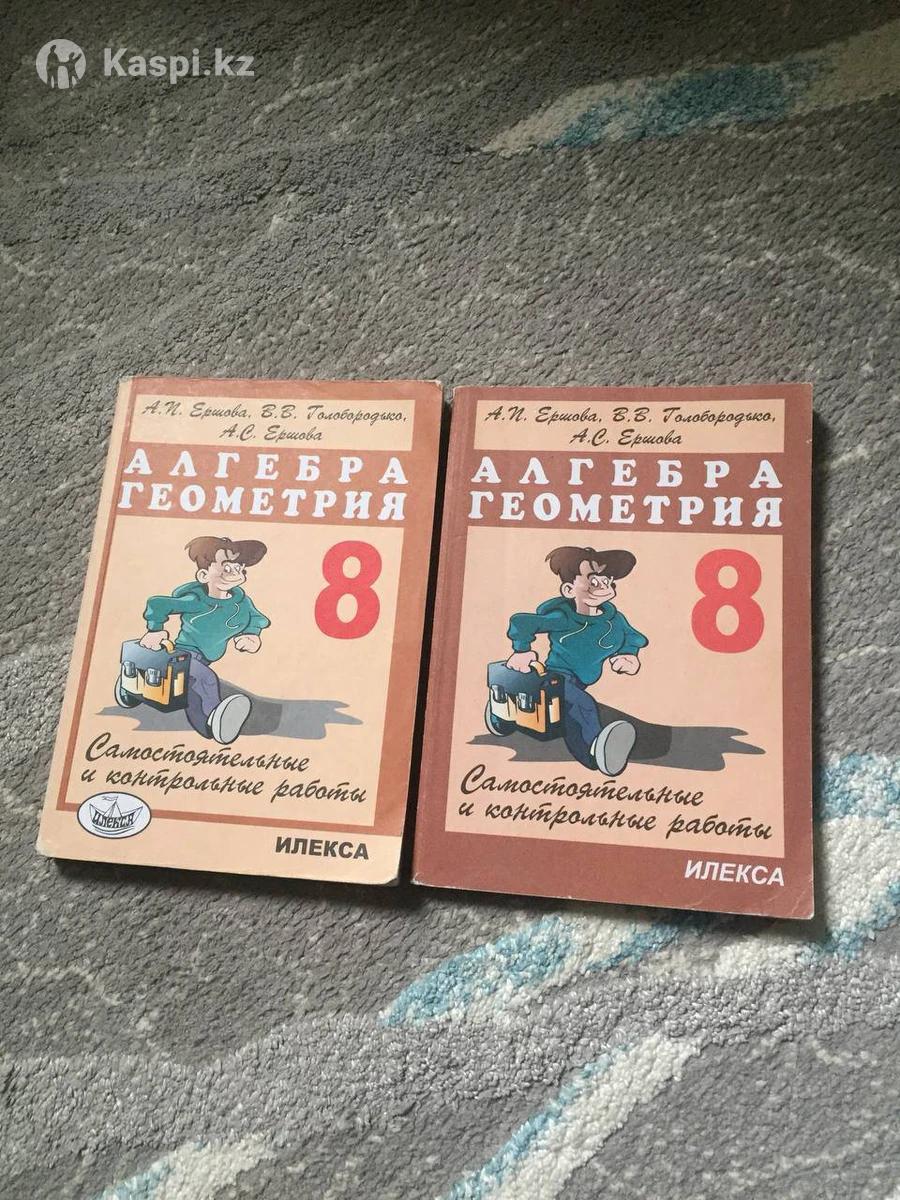 Kaspi.kz
А.П. Ершова, В.В. Голобородько,
А.С. Ершова
АЛГЕБРА
ГЕОМЕТРИЯ
8
Самостоятельные
и контрольные работы
ИЛЕКСА
ИЛЕКСА
А.П. Ершова, В.В. Голобородько,
А.С. Ершова
АЛГЕБРА
ГЕОМЕТРИЯ
8
Самостоятельные
и контрольные работы
ИЛЕКСА